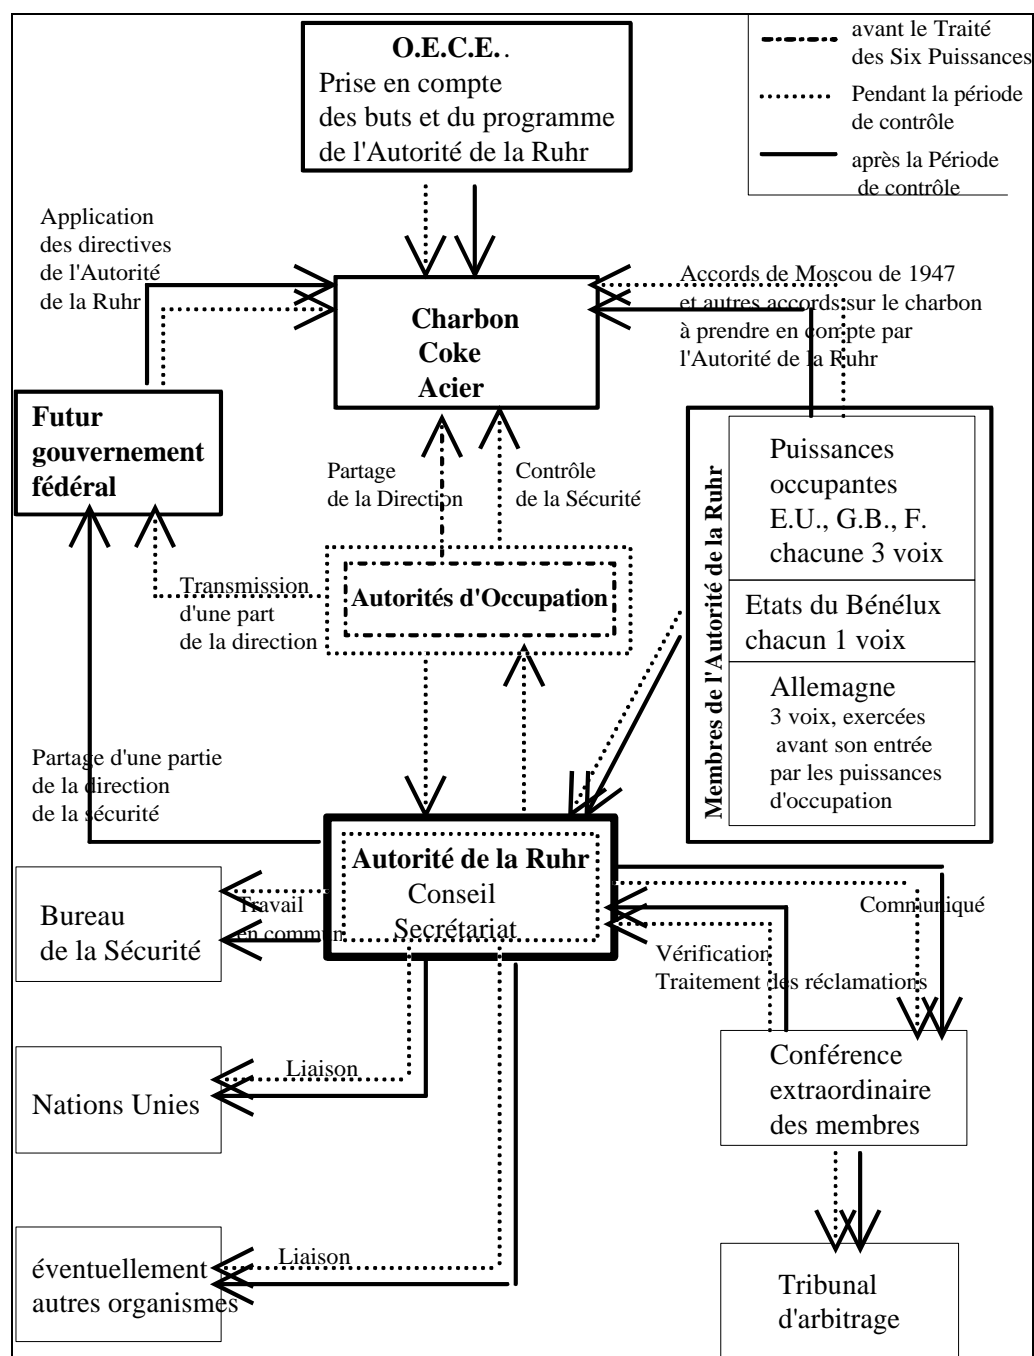 O.E.C.E..
Prise en compte
des buts et du programme
de l'Autorité de la Ruhr
avant le Traité
des Six Puissances
Pendant la période
de contrôle
après la Période
de contrôle
Application
des directives
de l'Autorité
de la Ruhr
Accords de Moscou de 1947
et autres accords sur le charbon
à prendre en compte par
l'Autorité de la Ruhr
Charbon
Coke
Acier
Futur
gouvernement
fédéral
Partage
de la Direction
Contrôle
de la Sécurité
Membres de l'Autorité de la Ruhr
Puissances
occupantes
E.U., G.B., F.
chacune 3 voix
Etats du Bénélux
chacun 1 voix
Allemagne
3 voix, exercées
avant son entrée
par les puissances
d'occupation
Transmission
d'une part
de la direction
Autorités d'Occupation
Partage d'une partie
de la direction
de la sécurité
Autorité de la Ruhr
Conseil
Secrétariat
Bureau
de la Sécurité
Travail
en commun
Communiqué
Vérification
Traitement des réclamations
Nations Unies
Liaison
Conférence
extraordinaire
des membres
éventuellement
autres organismes
Liaison
Tribunal
d'arbitrage